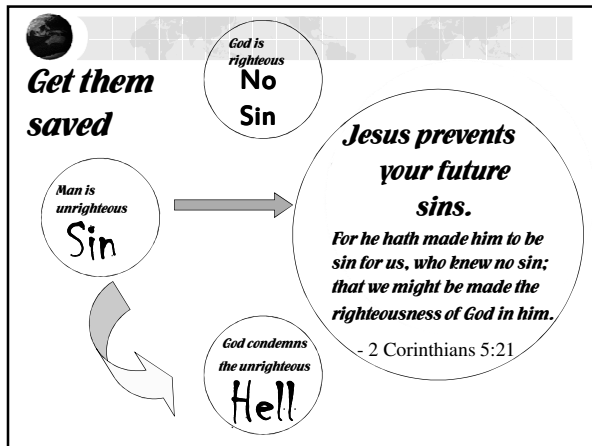 Get them
saved
God is
righteous
No
Sin
Man is
unrighteous
Sin
Jesus prevents
your future
sins.
For he hath made him to be
sin for us, who knew no sin;
that we might be made the
righteousness of God in him.
- 2 Corinthians 5:21
God condemns
the unrighteous
Hell